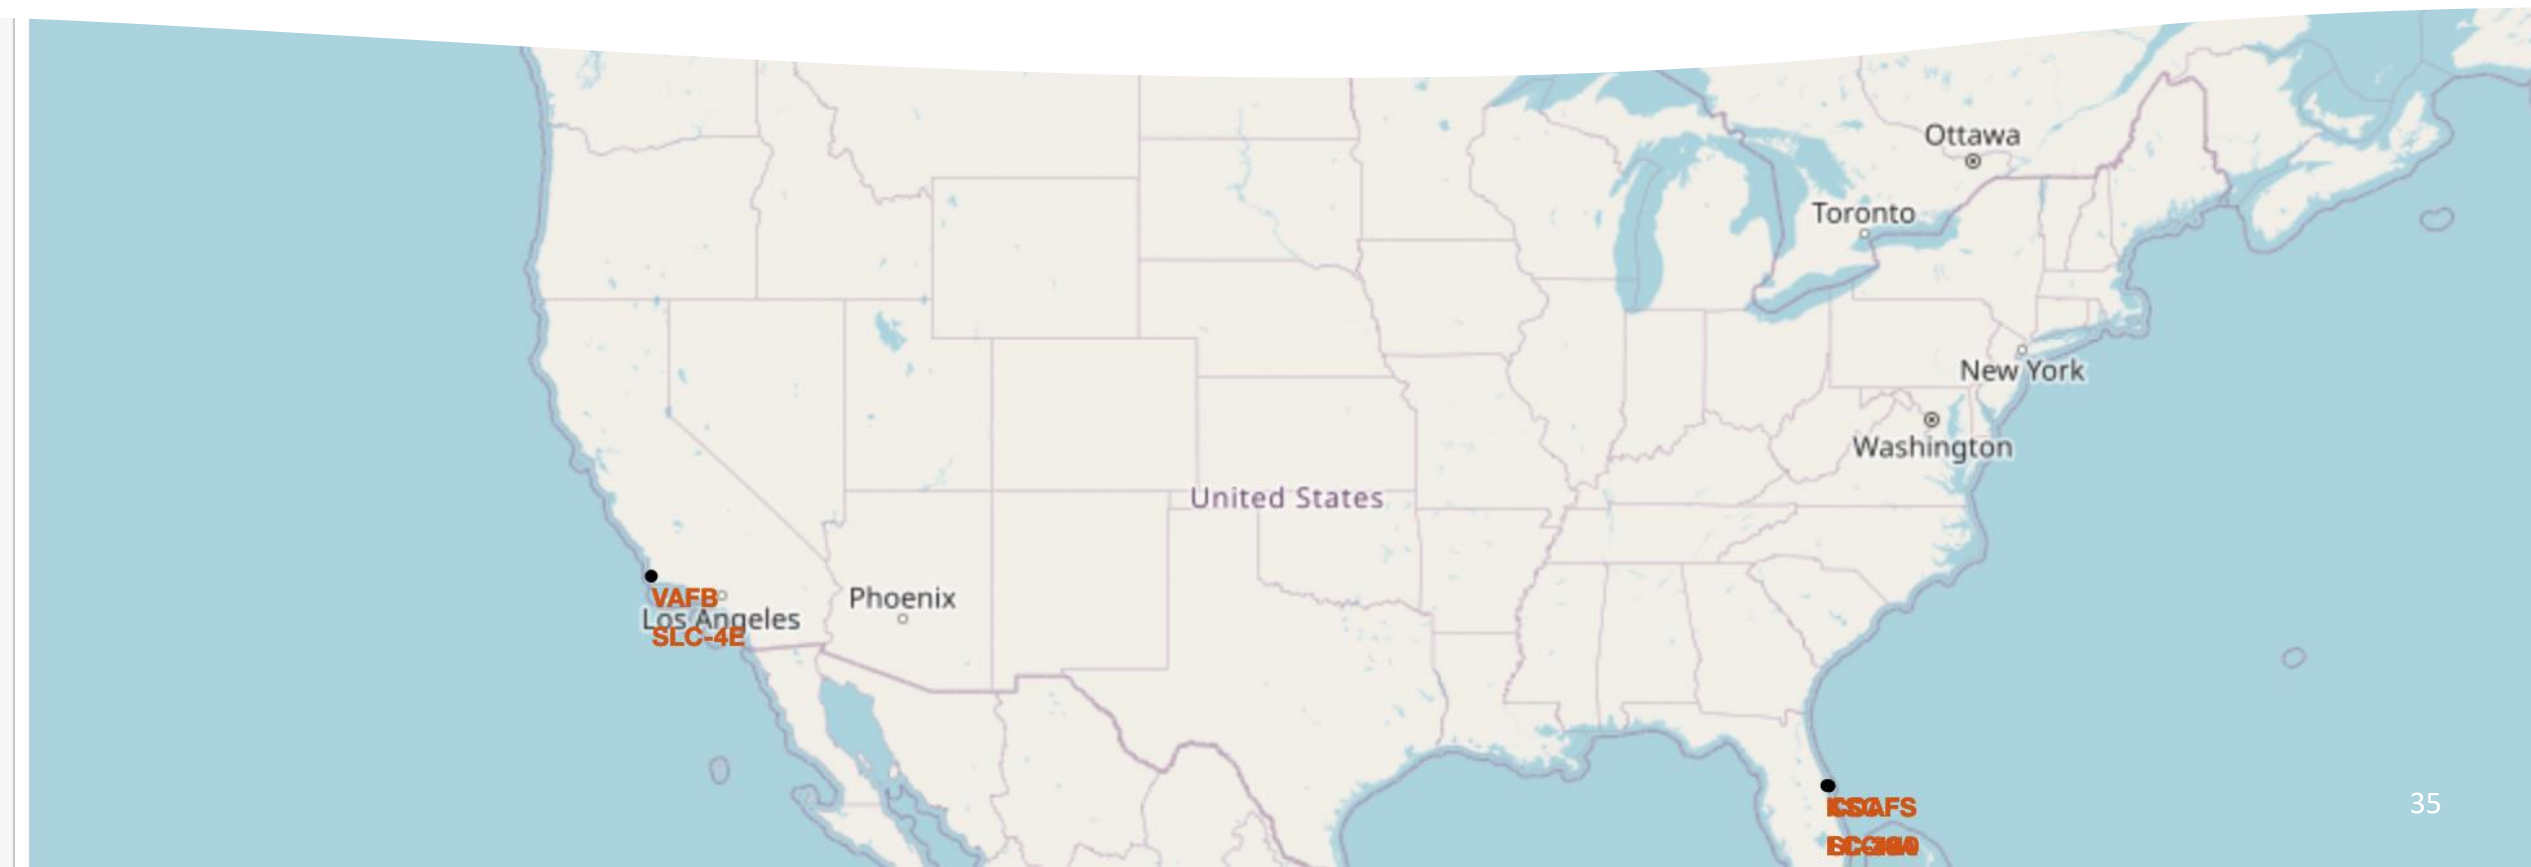 Ottawa
Toronto
New York
Washington
United States
VAFB
Los Angeles
SLC-4E
Phoenix
35